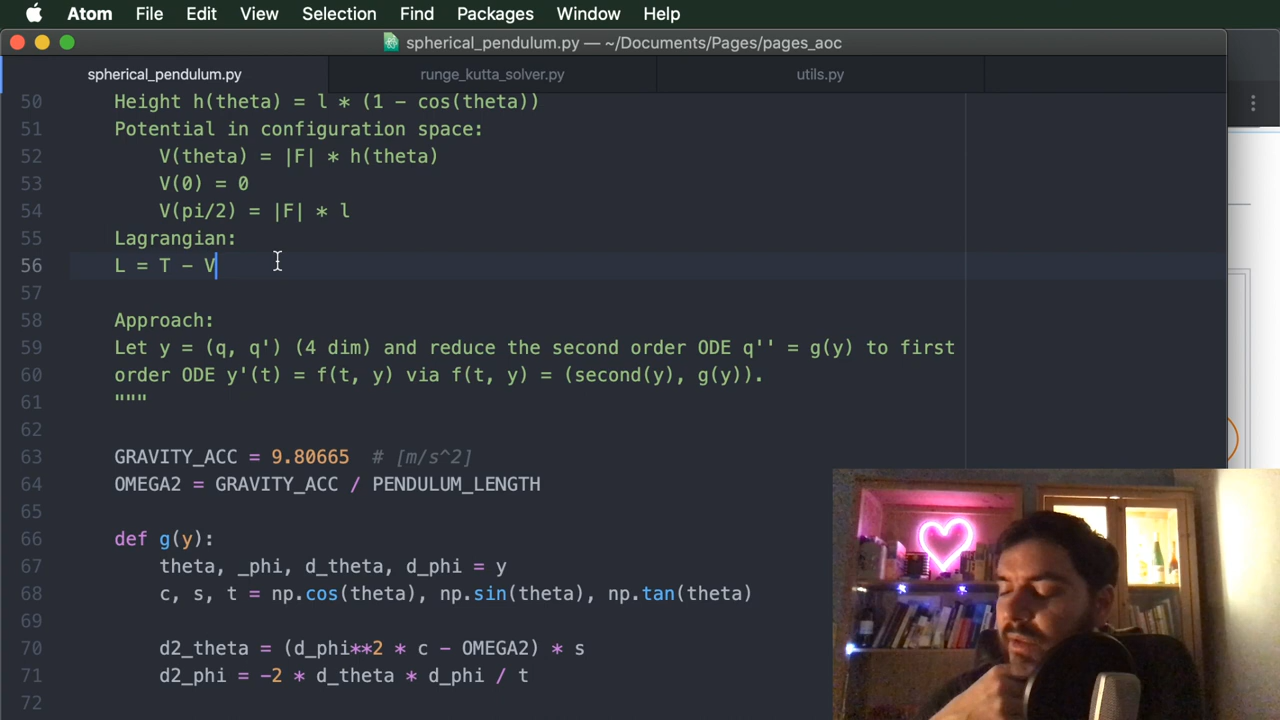 Atom File Edit View Selection Find Packages Window Help
spherical_pendulum.py — ~/Documents/Pages/pages_aoc
spherical_pendulum.py runge_kutta_solver.py utils.py
50 Height h(theta) = l * (1 - cos(theta))
51 Potential in configuration space:
52 V(theta) = |F| * h(theta)
53 V(0) = 0
54 V(pi/2) = |F| * l
55 Lagrangian:
56 L = T - V
57
58 Approach:
59 Let y = (q, q') (4 dim) and reduce the second order ODE q'' = g(y) to first
60 order ODE y'(t) = f(t, y) via f(t, y) = (second(y), g(y)).
61 """
62
63 GRAVITY_ACC = 9.80665 # [m/s^2]
64 OMEGA2 = GRAVITY_ACC / PENDULUM_LENGTH
65
66 def g(y):
67 theta, _phi, d_theta, d_phi = y
68 c, s, t = np.cos(theta), np.sin(theta), np.tan(theta)
69
70 d2_theta = (d_phi**2 * c - OMEGA2) * s
71 d2_phi = -2 * d_theta * d_phi / t
72